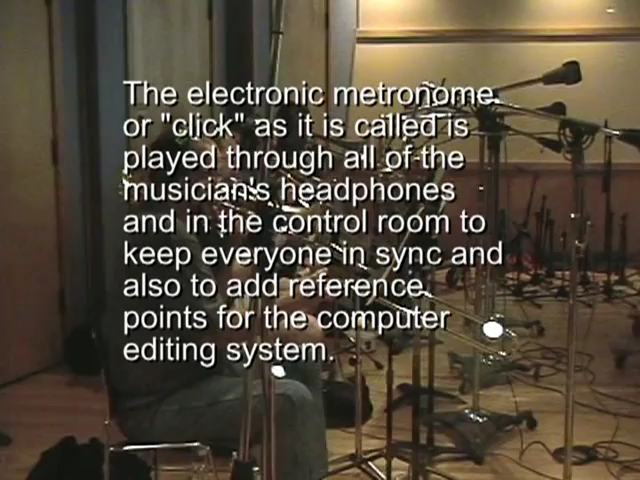 The electronic metronome
or "click" as it is called is
played through all of the
musician's headphones
and in the control room to
keep everyone in sync and
also to add reference
points for the computer
editing system.